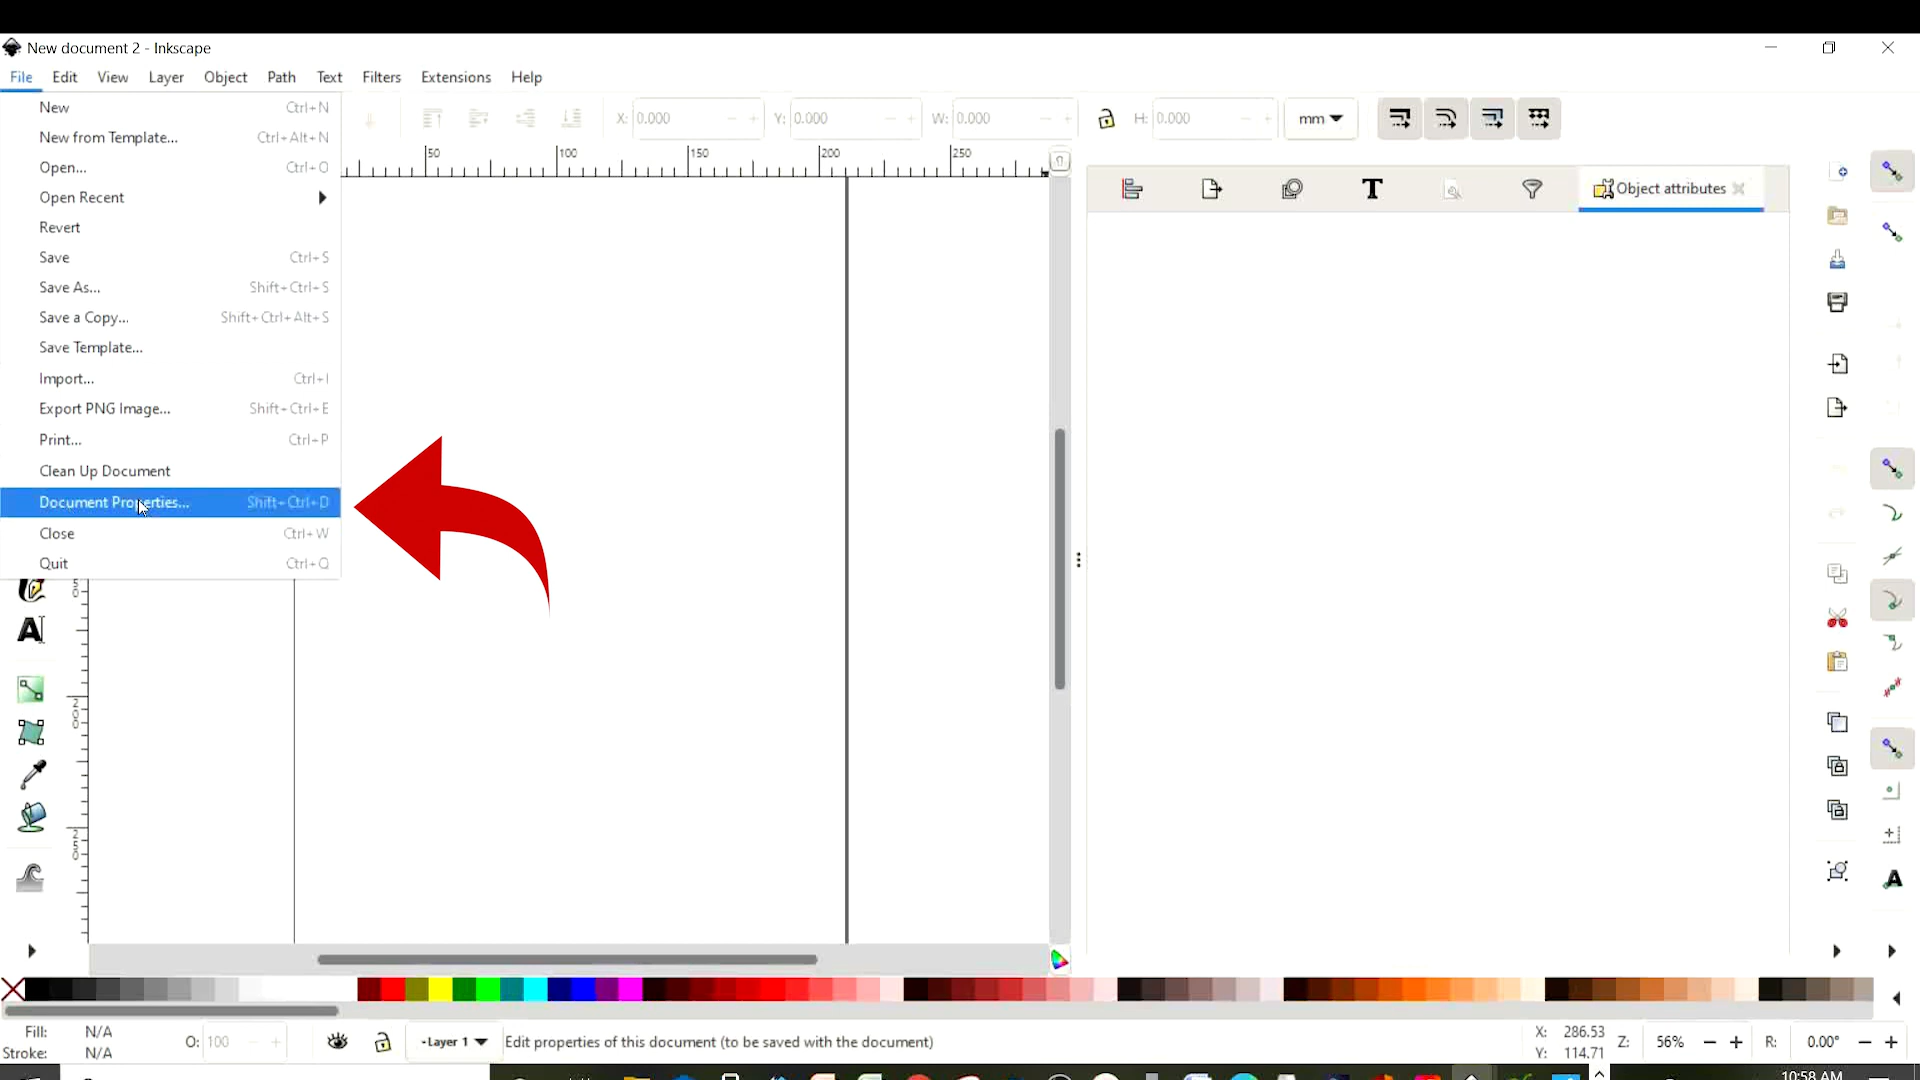 New document 2 - Inkscape
File Edit View Layer Object Path Text Filters Extensions Help
New Ctrl+N
New from Template... Ctrl+Alt+N
Open... Ctrl+O
Open Recent
Revert
Save Ctrl+S
Save As... Shift+Ctrl+S
Save a Copy... Shift+Ctrl+Alt+S
Save Template...
Import... Ctrl+I
Export PNG Image... Shift+Ctrl+E
Print... Ctrl+P
Clean Up Document
Document Properties... Shift+Ctrl+D
Close Ctrl+W
Quit Ctrl+Q
X: 0.000 Y: 0.000 W: 0.000 H: 0.000 mm
50 100 150 200 250
Object attributes
200
250
Fill: N/A
Stroke: N/A
O: 100
-Layer 1
Edit properties of this document (to be saved with the document)
X: 286.53
Y: 114.71
Z: 56%
R: 0.00°
10:58 AM